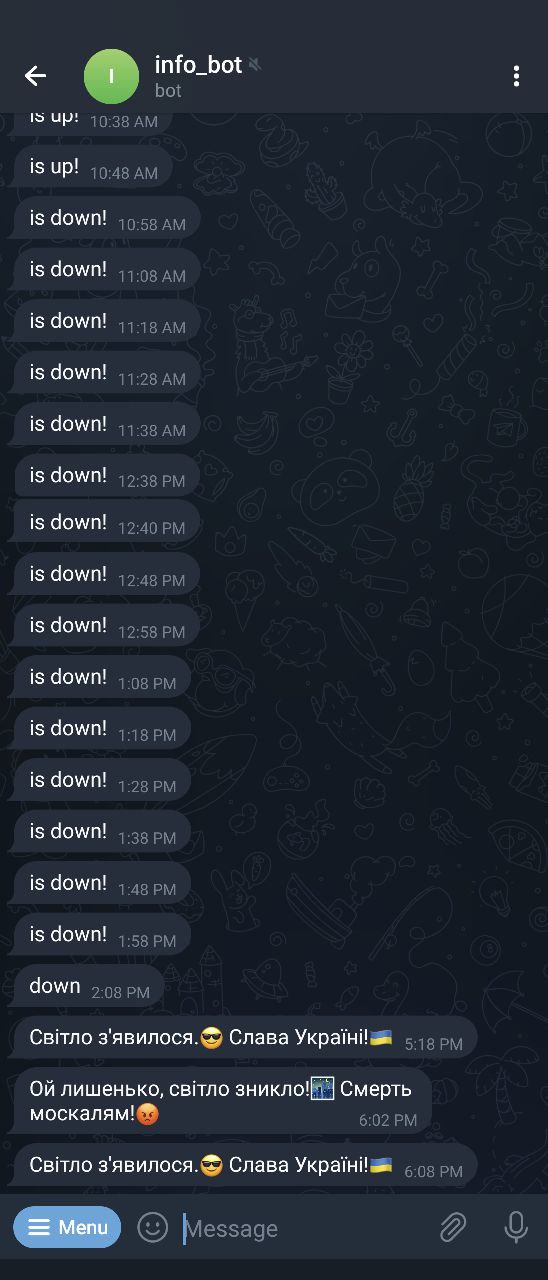 info_bot
bot
I
is up! 10:38 AM
is up! 10:48 AM
is down! 10:58 AM
is down! 11:08 AM
is down! 11:18 AM
is down! 11:28 AM
is down! 11:38 AM
is down! 12:38 PM
is down! 12:40 PM
is down! 12:48 PM
is down! 12:58 PM
is down! 1:08 PM
is down! 1:18 PM
is down! 1:28 PM
is down! 1:38 PM
is down! 1:48 PM
is down! 1:58 PM
down 2:08 PM
Світло з'явилося.😎 Слава Україні!🇺🇦 5:18 PM
Ой лишенько, світло зникло!🌃 Смерть
москалям!😡 6:02 PM
Світло з'явилося.😎 Слава Україні!🇺🇦 6:08 PM
Menu Message